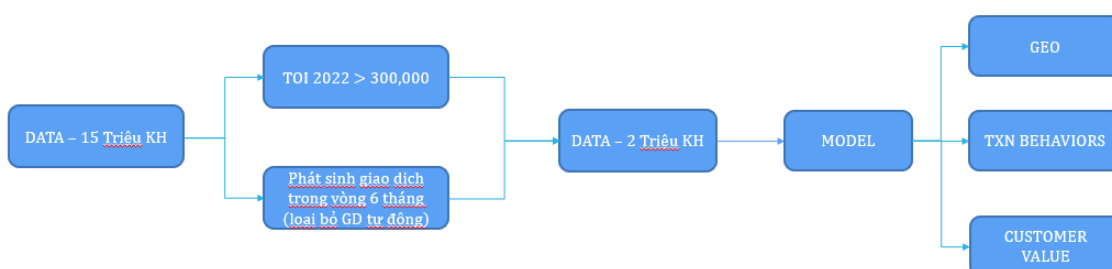 DATA – 15 Triệu KH
TOI 2022 > 300,000
Phát sinh giao dịch
trong vòng 6 tháng
(loại bỏ GD tự động)
DATA – 2 Triệu KH
MODEL
GEO
TXN BEHAVIORS
CUSTOMER
VALUE